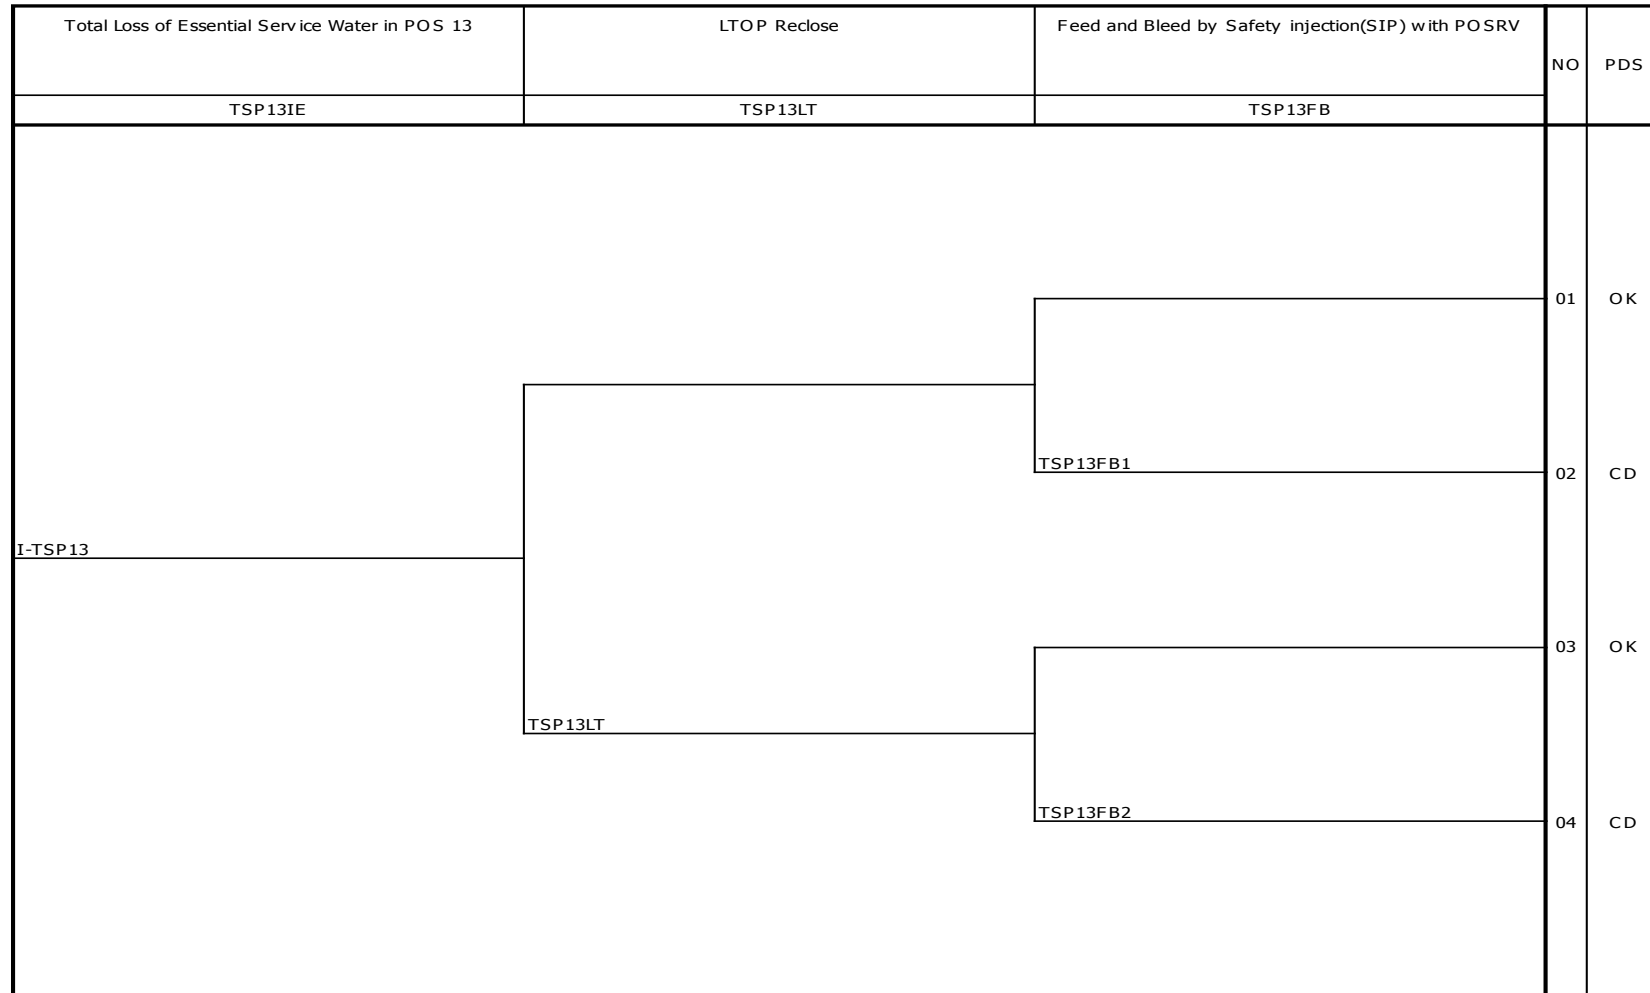 Total Loss of Essential Service Water in POS 13
LTOP Reclose
Feed and Bleed by Safety injection(SIP) with POSRV
NO
PDS
TSP13IE
TSP13LT
TSP13FB
01
OK
TSP13FB1
02
CD
I-TSP13
03
OK
TSP13LT
TSP13FB2
04
CD